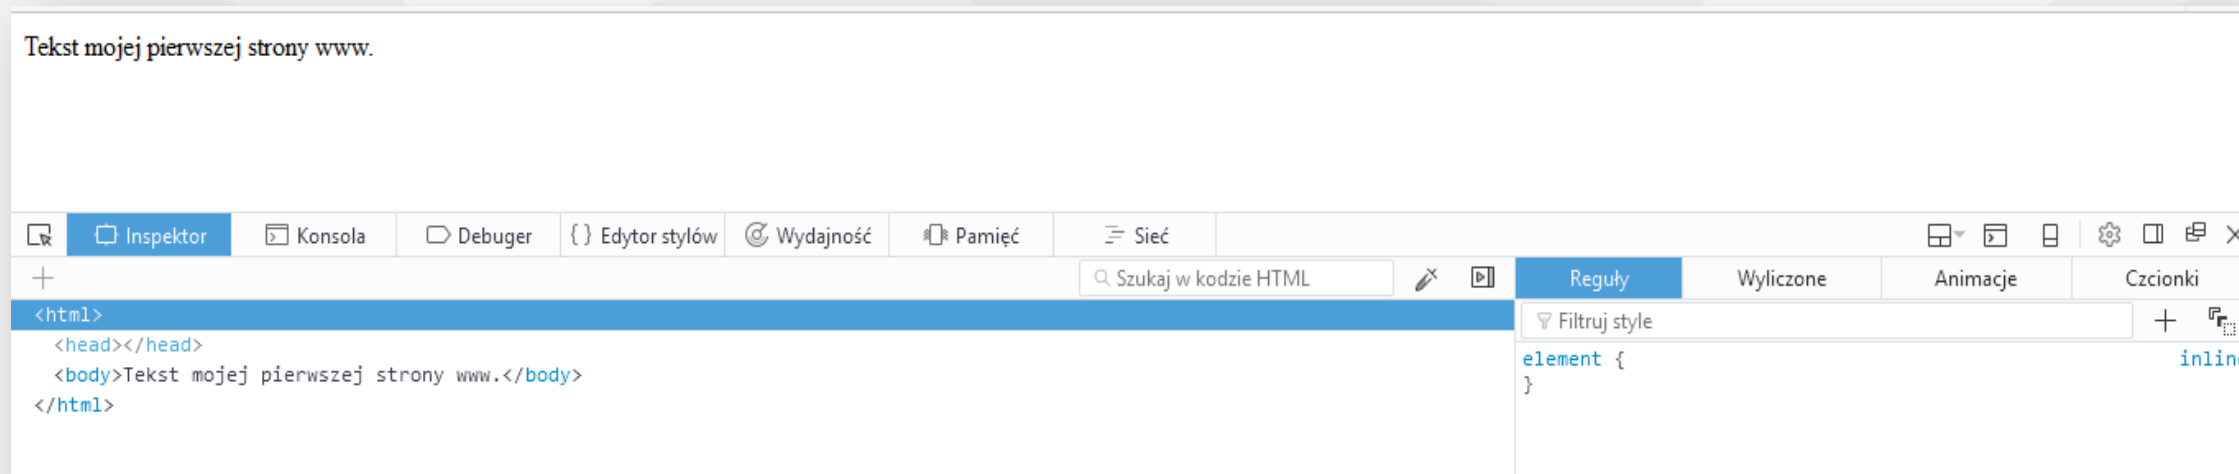 Tekst mojej pierwszej strony www.
Inspektor Konsola Debuger { } Edytor stylów Wydajność Pamięć Sieć
Szukaj w kodzie HTML Reguły Wyliczone Animacje Czcionki
<html>
Filtruj style
<head></head>
<body>Tekst mojej pierwszej strony www.</body>
</html>
element {
}
inlin